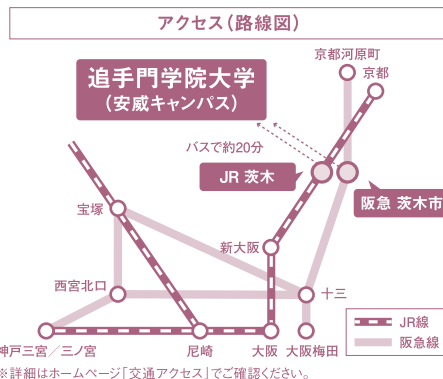 アクセス（路線図）
京都河原町
京都
追手門学院大学
（安威キャンパス）
バスで約20分
JR 茨木
阪急 茨木市
宝塚
新大阪
西宮北口
十三
JR線
阪急線
神戸三宮／三ノ宮
尼崎
大阪
大阪梅田
※詳細はホームページ「交通アクセス」でご確認ください。